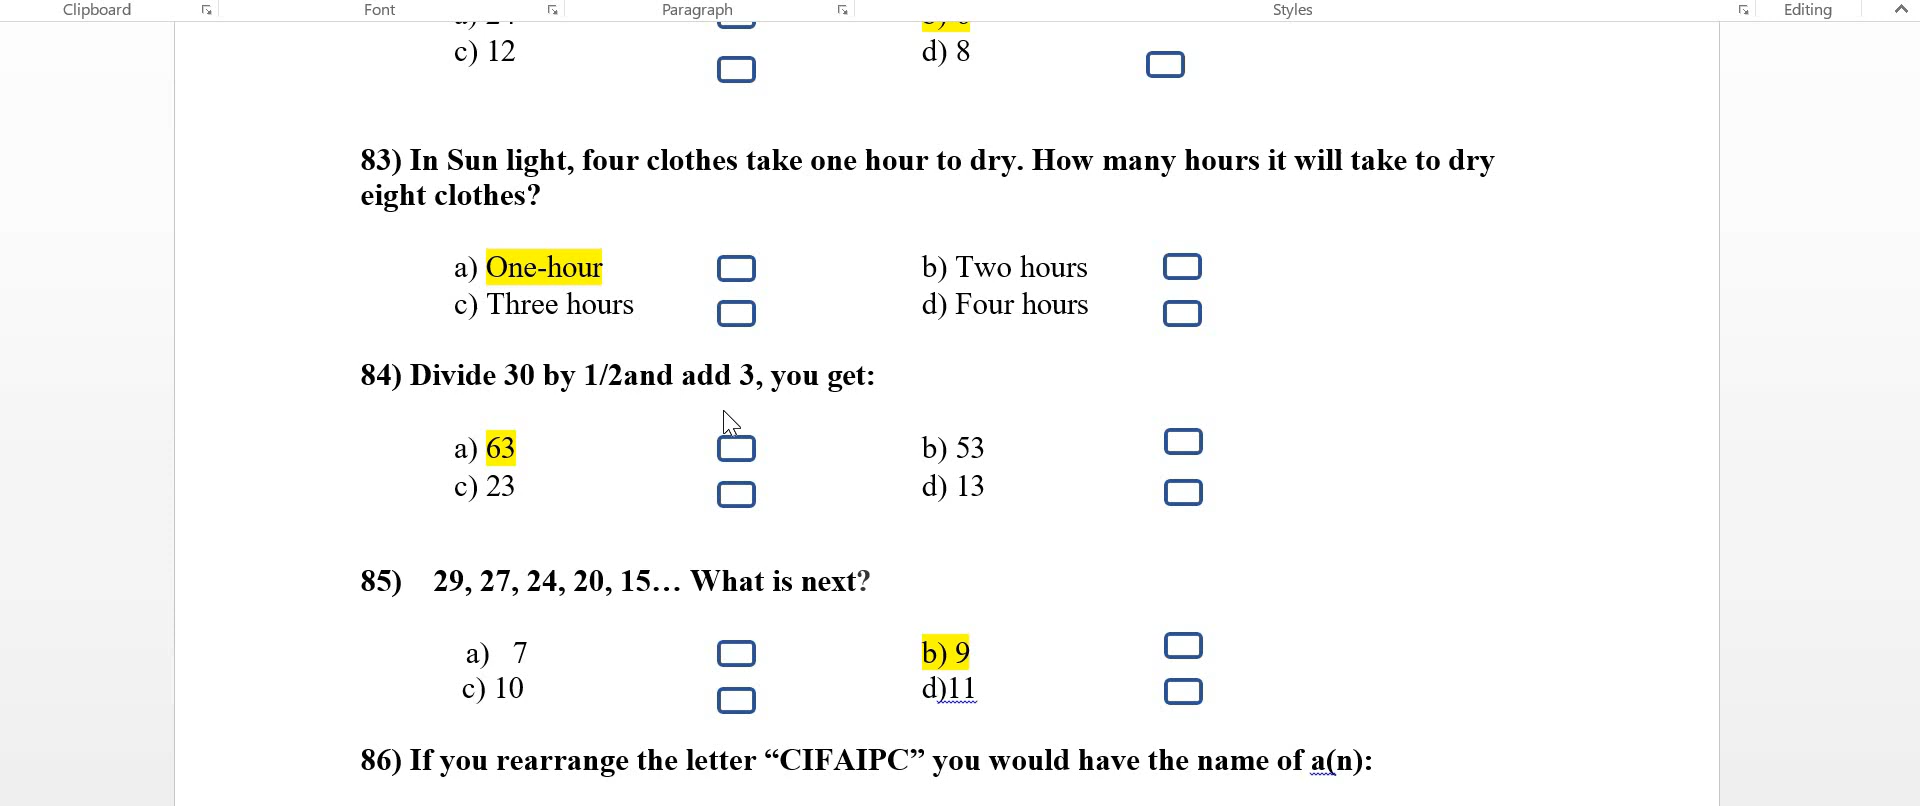 Clipboard Font Paragraph Styles Editing
c) 12 d) 8
83) In Sun light, four clothes take one hour to dry. How many hours it will take to dry
eight clothes?
a) One-hour b) Two hours
c) Three hours d) Four hours
84) Divide 30 by 1/2and add 3, you get:
a) 63 b) 53
c) 23 d) 13
85) 29, 27, 24, 20, 15… What is next?
a) 7 b) 9
c) 10 d)11
86) If you rearrange the letter “CIFAIPC” you would have the name of a(n):